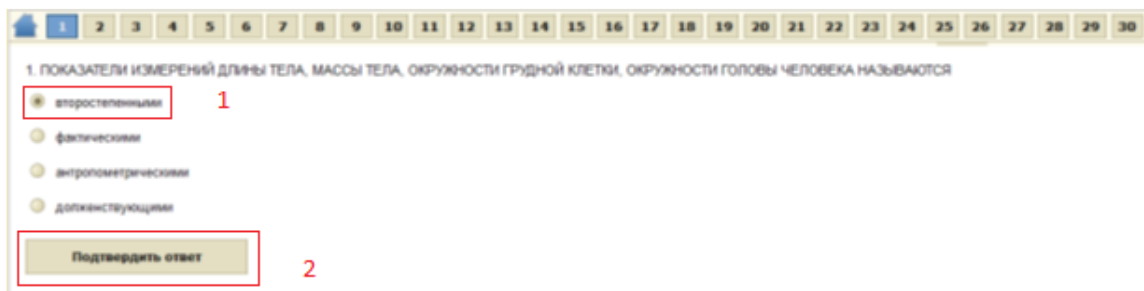 1 2 3 4 5 6 7 8 9 10 11 12 13 14 15 16 17 18 19 20 21 22 23 24 25 26 27 28 29 30
1. ПОКАЗАТЕЛИ ИЗМЕРЕНИЙ ДЛИНЫ ТЕЛА, МАССЫ ТЕЛА, ОКРУЖНОСТИ ГРУДНОЙ КЛЕТКИ, ОКРУЖНОСТИ ГОЛОВЫ ЧЕЛОВЕКА НАЗЫВАЮТСЯ
второстепенными 1
фактическими
антропометрическими
долженствующими
Подтвердить ответ 2